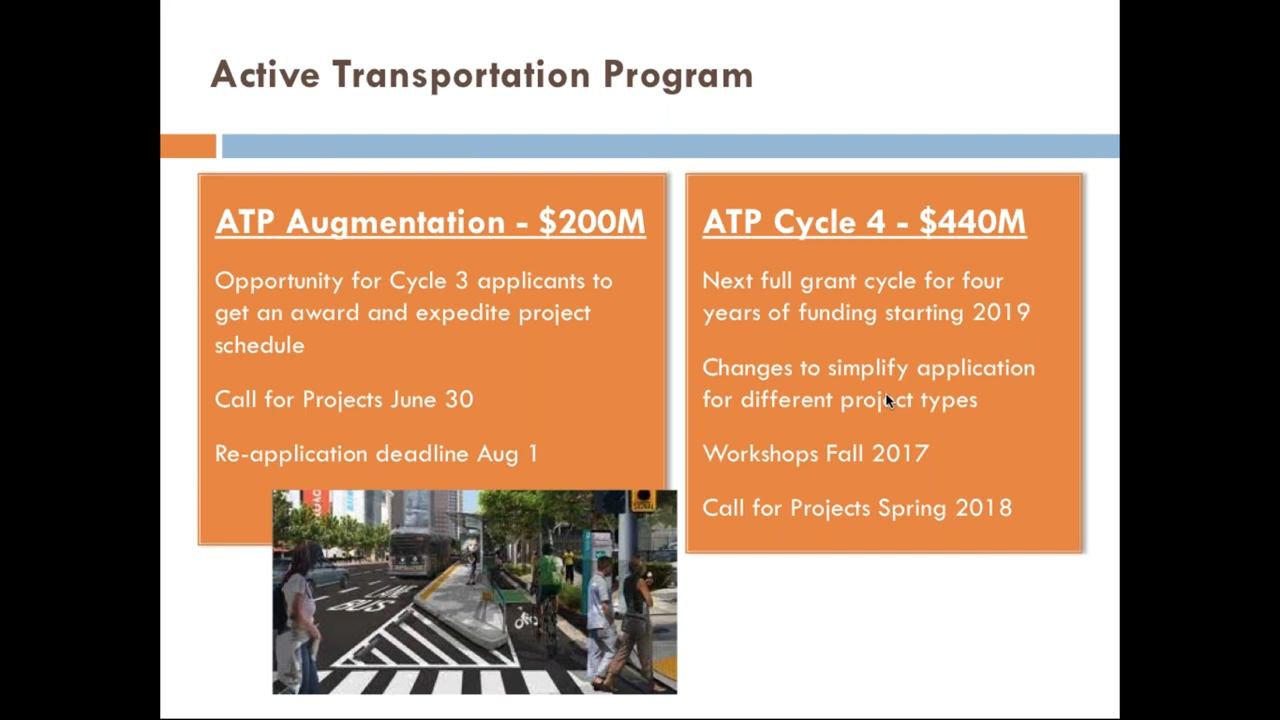 Active Transportation Program
ATP Augmentation - $200M
Opportunity for Cycle 3 applicants to
get an award and expedite project
schedule
Call for Projects June 30
Re-application deadline Aug 1
ATP Cycle 4 - $440M
Next full grant cycle for four
years of funding starting 2019
Changes to simplify application
for different project types
Workshops Fall 2017
Call for Projects Spring 2018
LANE
BUS
SIGNAL